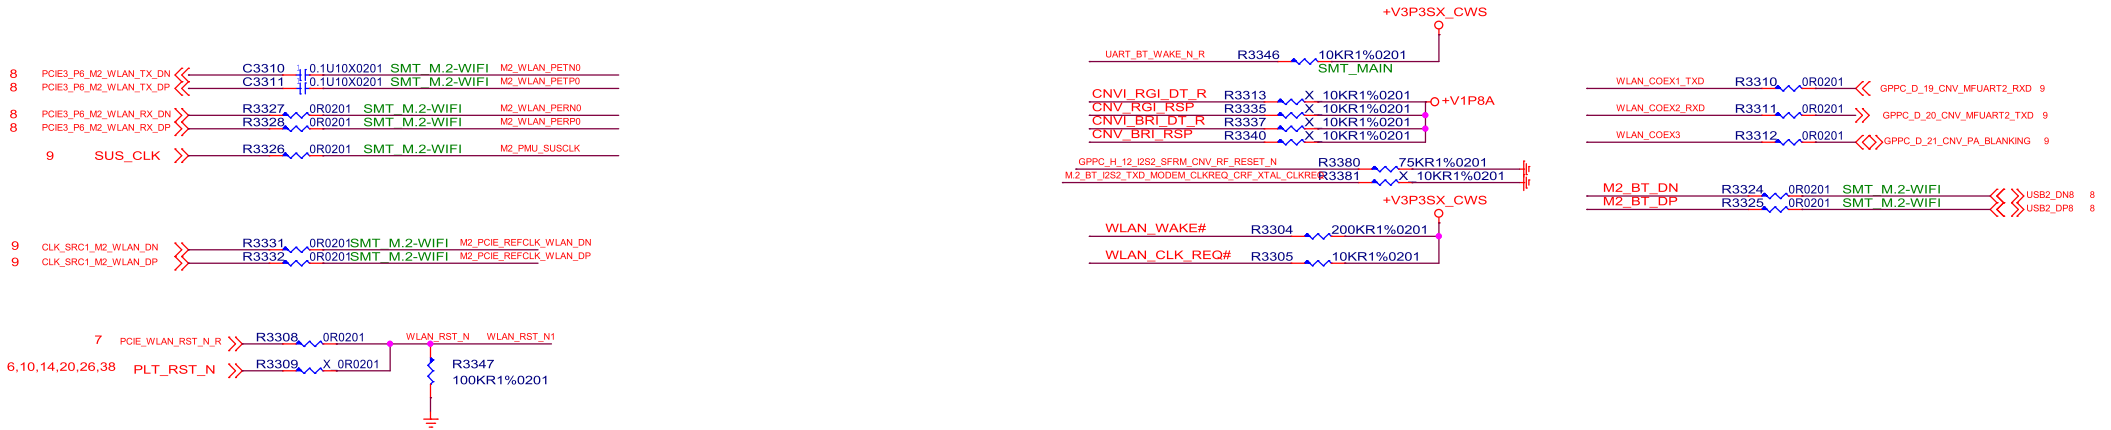 8 PCIE3_P6_M2_WLAN_TX_DN C3310 0.1U10X0201 SMT_M.2-WIFI M2_WLAN_PETN0
8 PCIE3_P6_M2_WLAN_TX_DP C3311 0.1U10X0201 SMT_M.2-WIFI M2_WLAN_PETP0
8 PCIE3_P6_M2_WLAN_RX_DN R3327 0R0201 SMT_M.2-WIFI M2_WLAN_PERN0
8 PCIE3_P6_M2_WLAN_RX_DP R3328 0R0201 SMT_M.2-WIFI M2_WLAN_PERP0
9 SUS_CLK R3326 0R0201 SMT_M.2-WIFI M2_PMU_SUSCLK
9 CLK_SRC1_M2_WLAN_DN R3331 0R0201 SMT_M.2-WIFI M2_PCIE_REFCLK_WLAN_DN
9 CLK_SRC1_M2_WLAN_DP R3332 0R0201 SMT_M.2-WIFI M2_PCIE_REFCLK_WLAN_DP
7 PCIE_WLAN_RST_N_R R3308 0R0201 WLAN_RST_N WLAN_RST_N1
6,10,14,20,26,38 PLT_RST_N R3309 X_0R0201
R3347
100KR1%0201
+V3P3SX_CWS
UART_BT_WAKE_N_R R3346 10KR1%0201
SMT_MAIN
CNVI_RGI_DT_R R3313 X_10KR1%0201 +V1P8A
CNV_RGI_RSP R3335 X_10KR1%0201
CNVI_BRI_DT_R R3337 X_10KR1%0201
CNV_BRI_RSP R3340 X_10KR1%0201
GPPC_H_12_I2S2_SFRM_CNV_RF_RESET_N R3380 75KR1%0201
M.2_BT_I2S2_TXD_MODEM_CLKREQ_CRF_XTAL_CLKREQ R3381 X_10KR1%0201
+V3P3SX_CWS
WLAN_WAKE# R3304 200KR1%0201
WLAN_CLK_REQ# R3305 10KR1%0201
WLAN_COEX1_TXD R3310 0R0201 GPPC_D_19_CNV_MFUART2_RXD 9
WLAN_COEX2_RXD R3311 0R0201 GPPC_D_20_CNV_MFUART2_TXD 9
WLAN_COEX3 R3312 0R0201 GPPC_D_21_CNV_PA_BLANKING 9
M2_BT_DN R3324 0R0201 SMT_M.2-WIFI USB2_DN8 8
M2_BT_DP R3325 0R0201 SMT_M.2-WIFI USB2_DP8 8